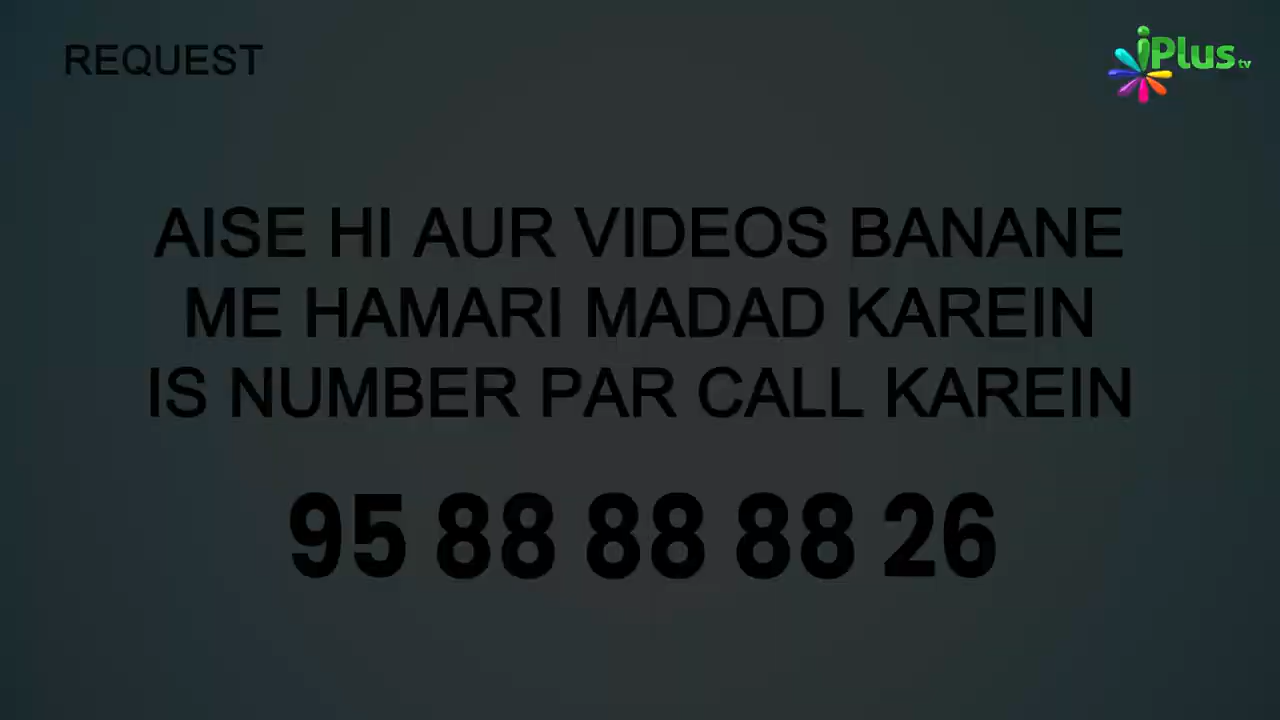 REQUEST
iPlus tv
AISE HI AUR VIDEOS BANANE
ME HAMARI MADAD KAREIN
IS NUMBER PAR CALL KAREIN
95 88 88 88 26